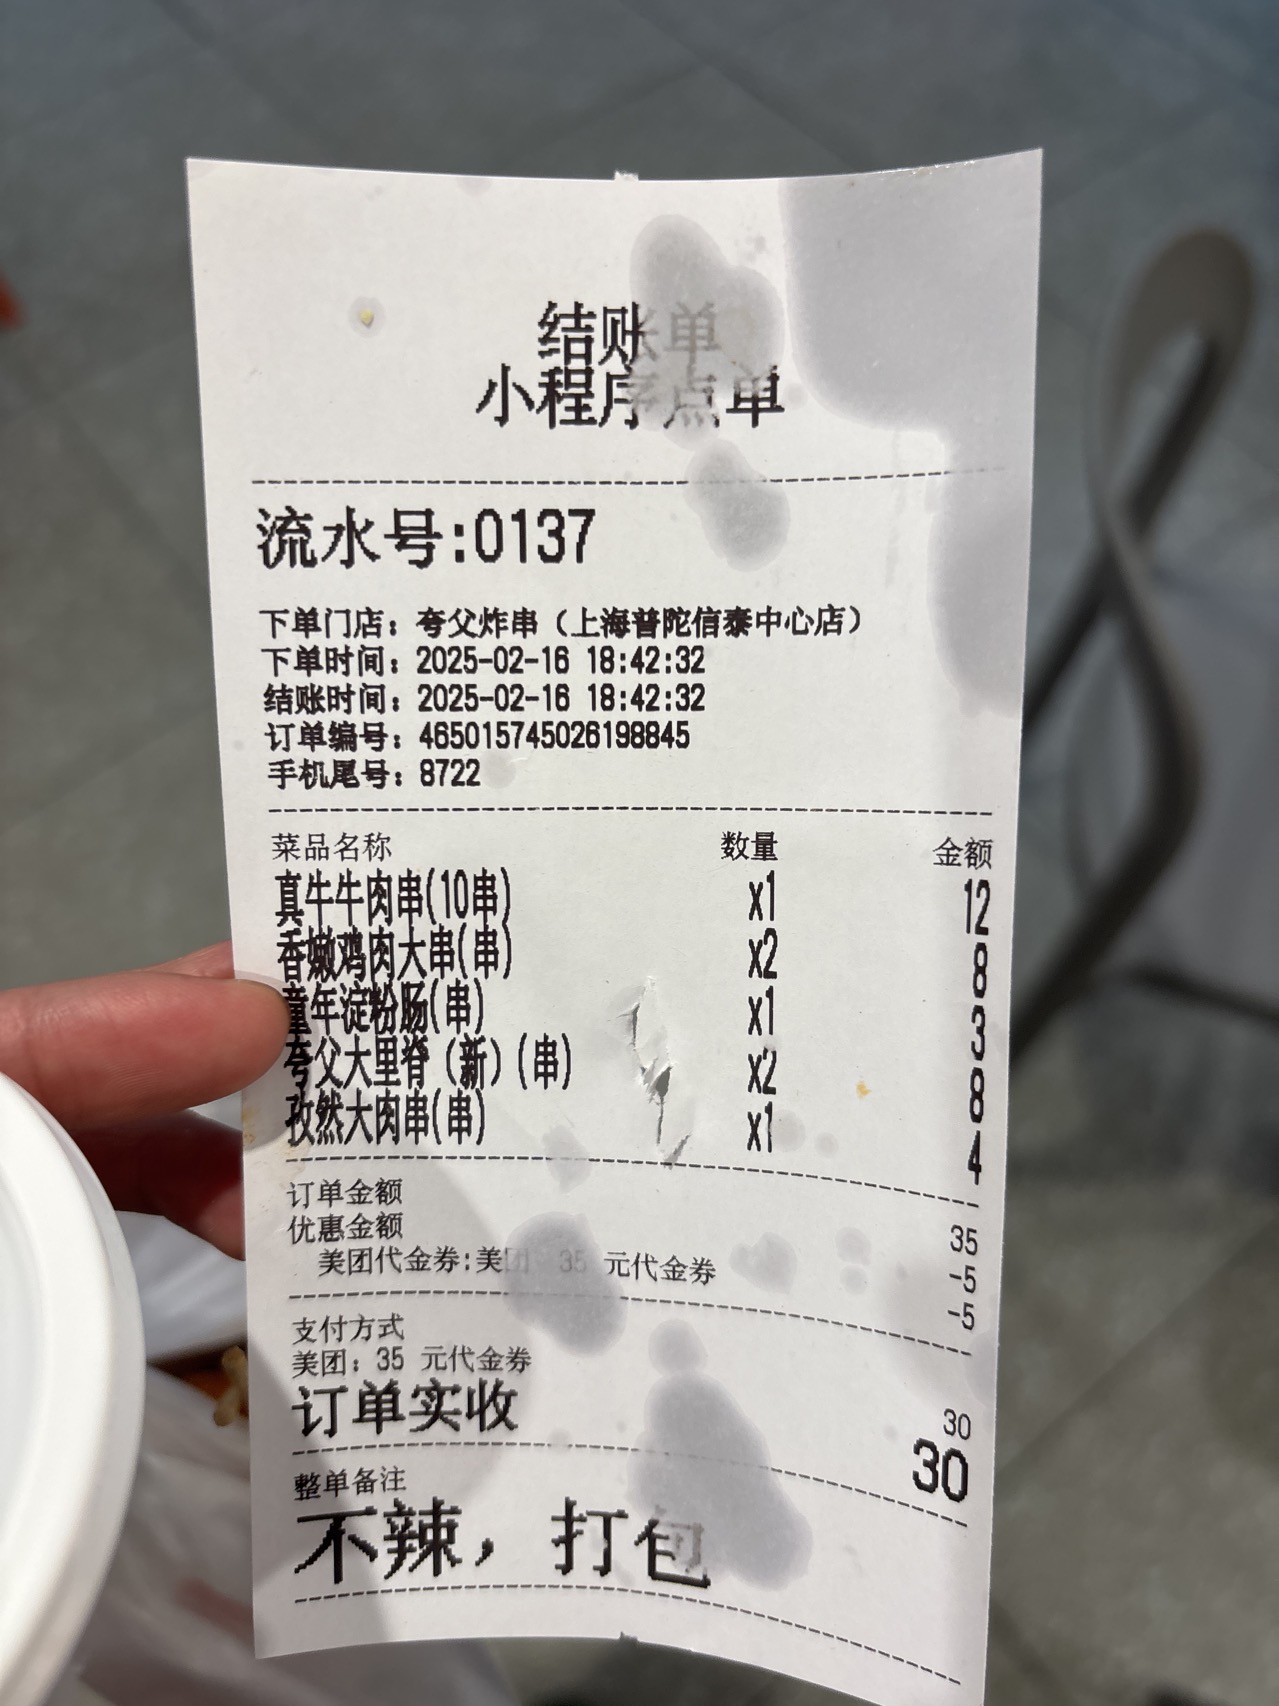 结账单
小程序点单
流水号:0137
下单门店：夸父炸串（上海普陀信泰中心店）
下单时间：2025-02-16 18:42:32
结账时间：2025-02-16 18:42:32
订单编号：465015745026198845
手机尾号：8722
菜品名称 数量 金额
真牛牛肉串(10串) x1 12
香嫩鸡肉大串(串) x2 8
童年淀粉肠(串) x1 3
夸父大里脊（新）(串) x2 8
孜然大肉串(串) x1 4
订单金额 35
优惠金额 -5
美团代金券:美团 35 元代金券 -5
支付方式
美团：35 元代金券 30
订单实收 30
整单备注
不辣，打包